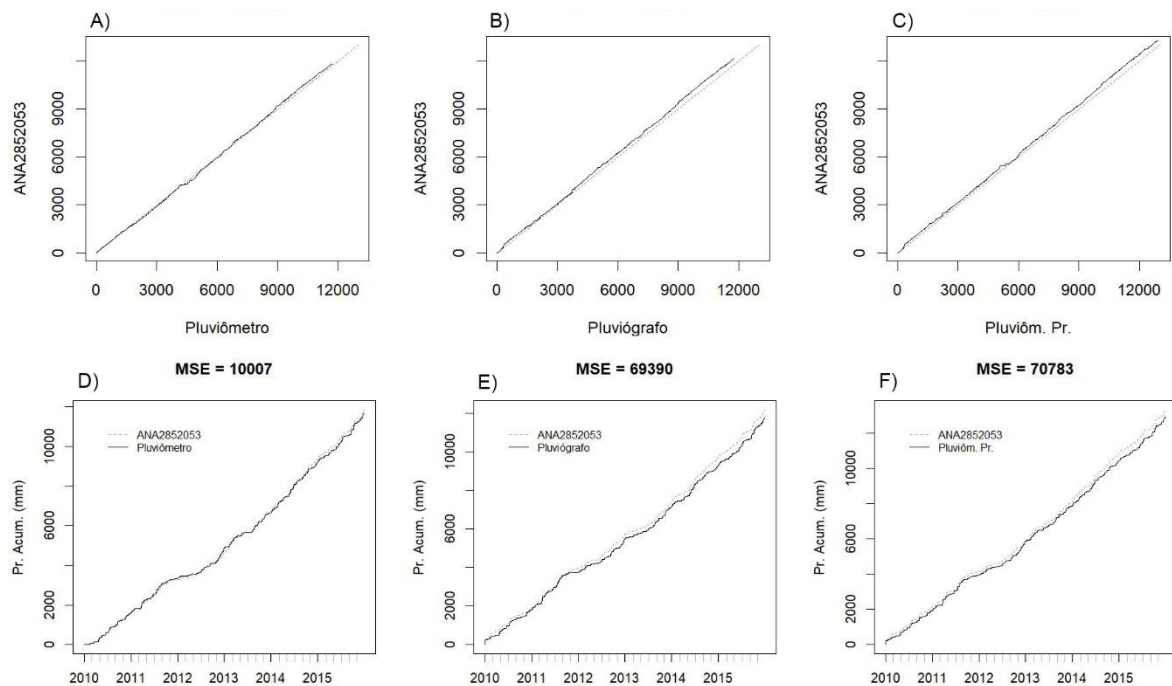 A)
ANA2852053
0 3000 6000 9000
0 3000 6000 9000 12000
Pluviômetro
B)
ANA2852053
0 3000 6000 9000
0 3000 6000 9000 12000
Pluviógrafo
C)
ANA2852053
0 3000 6000 9000
0 3000 6000 9000 12000
Pluviôm. Pr.
MSE = 10007
D)
ANA2852053
Pluviômetro
Pr. Acum. (mm)
0 2000 6000 10000
2010 2011 2012 2013 2014 2015
MSE = 69390
E)
ANA2852053
Pluviógrafo
Pr. Acum. (mm)
0 2000 6000 10000
2010 2011 2012 2013 2014 2015
MSE = 70783
F)
ANA2852053
Pluviôm. Pr.
Pr. Acum. (mm)
0 2000 6000 10000
2010 2011 2012 2013 2014 2015